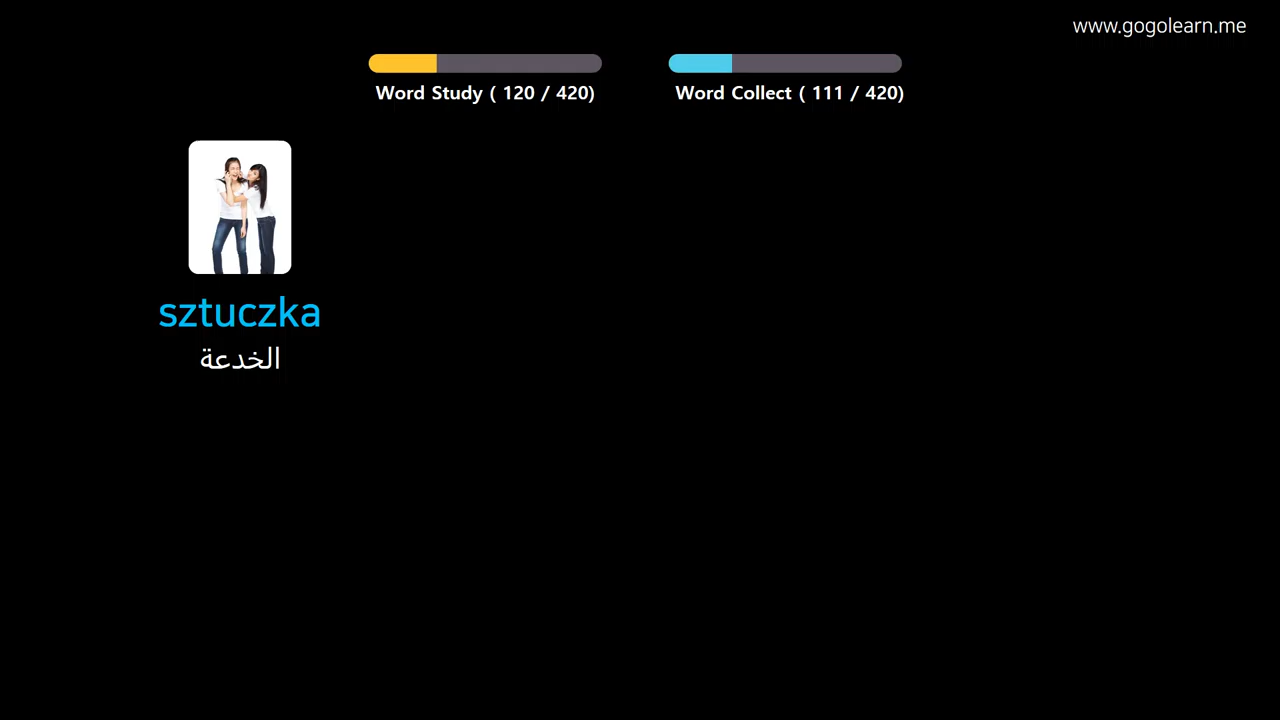 www.gogolearn.me
Word Study ( 120 / 420)
Word Collect ( 111 / 420)
sztuczka
الخدعة